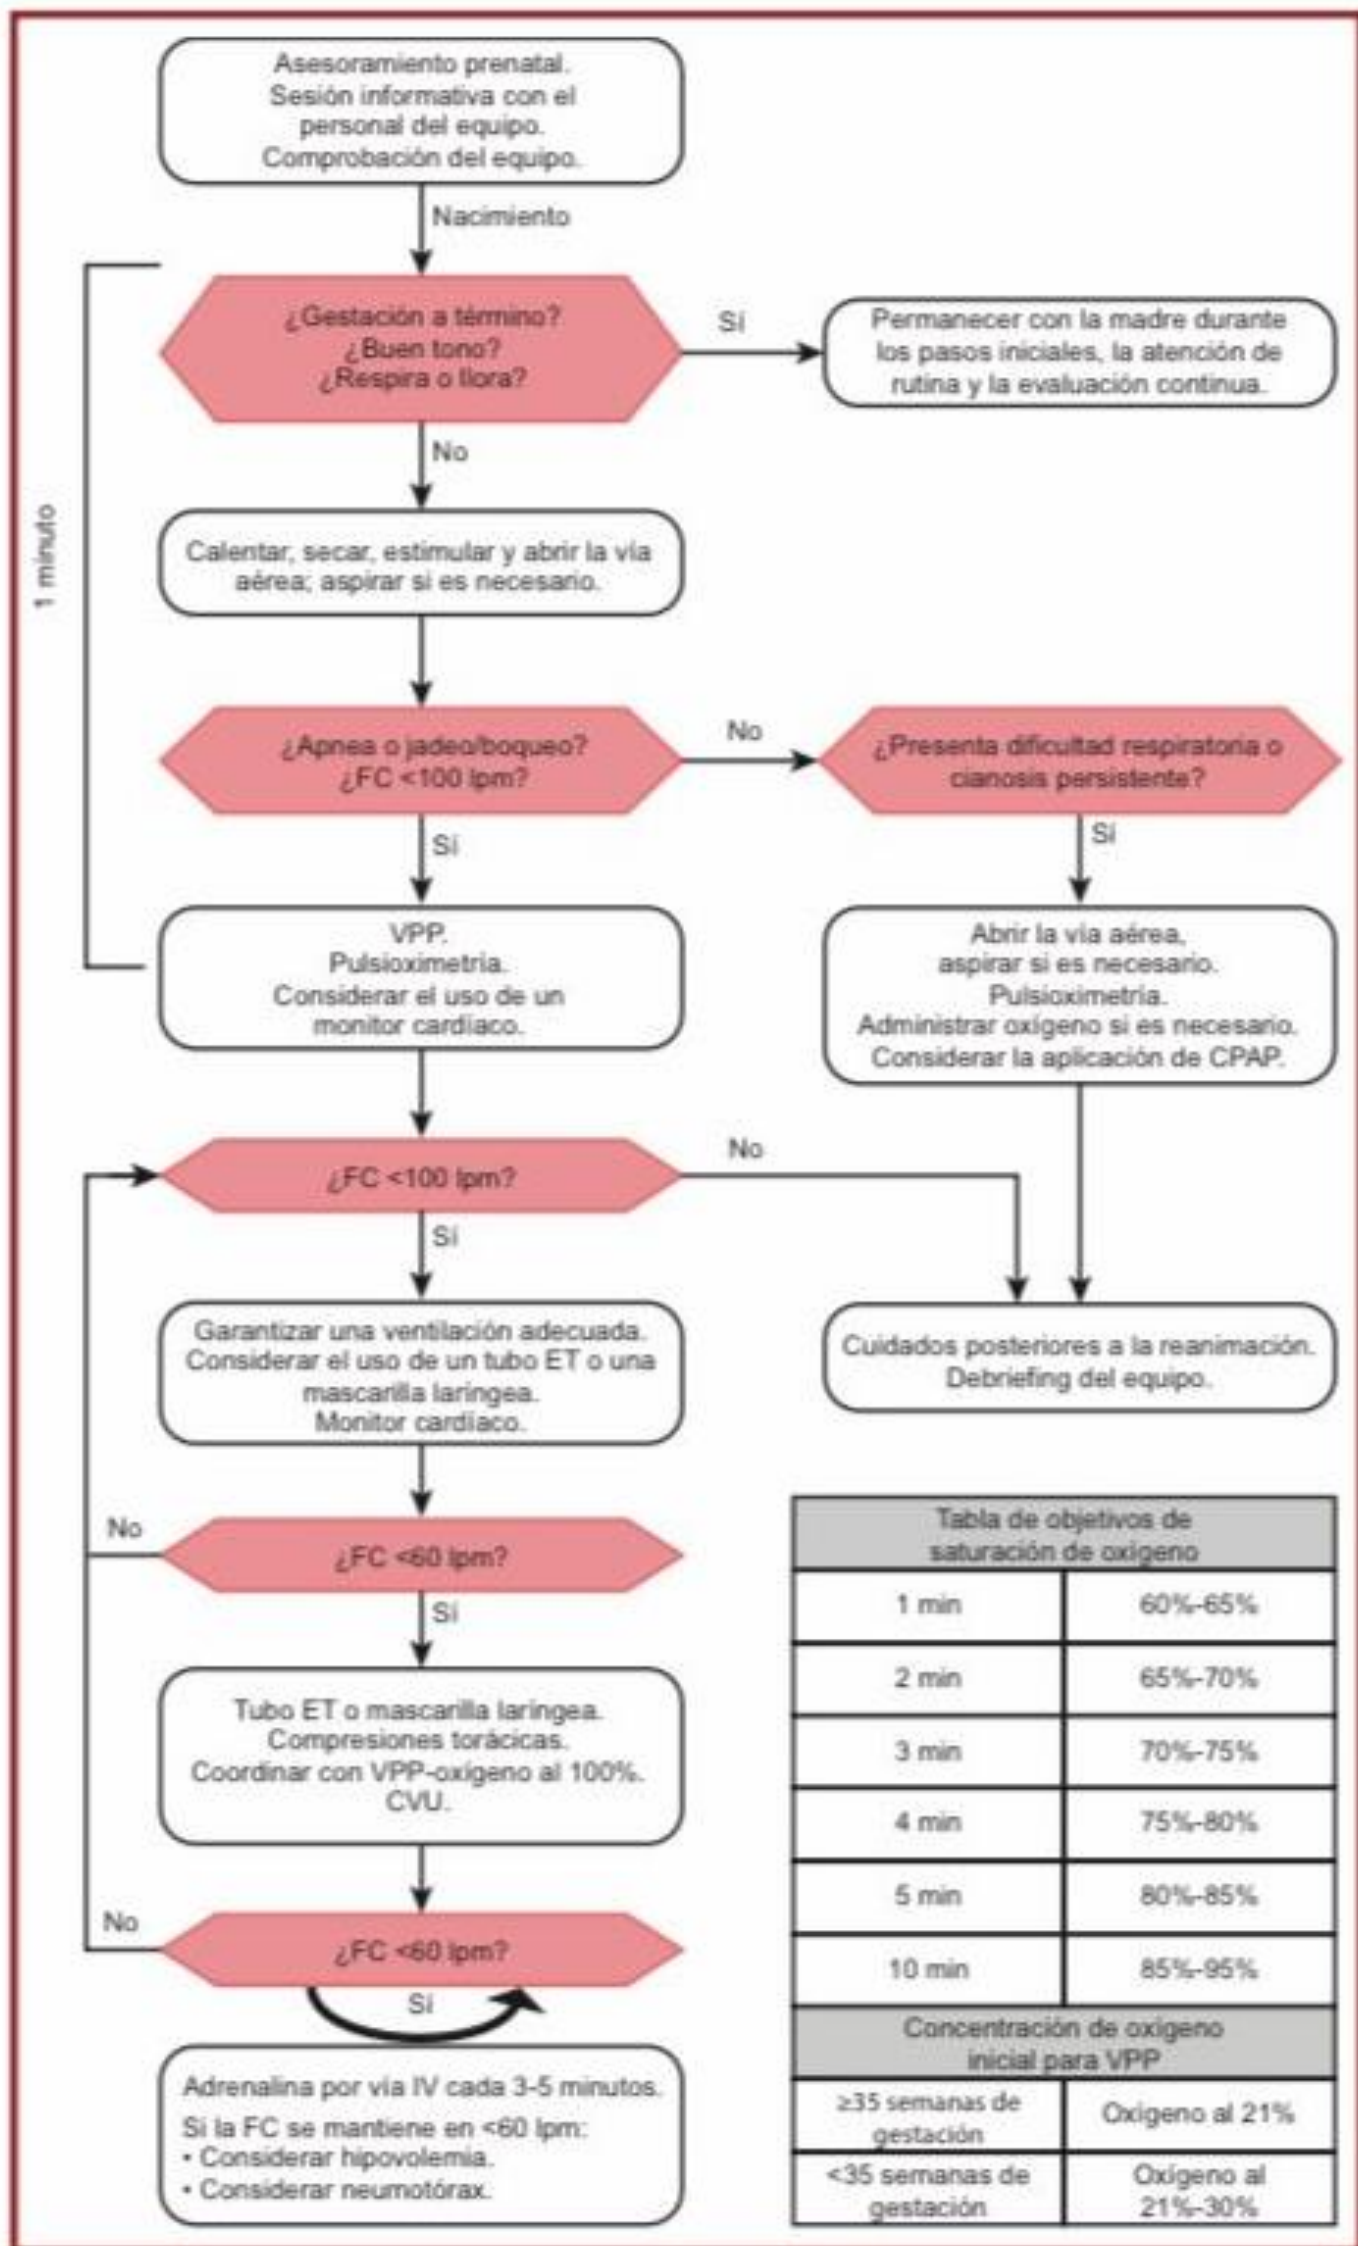 Asesoramiento prenatal.
Sesión informativa con el
personal del equipo.
Comprobación del equipo.
Nacimiento
¿Gestación a término?
¿Buen tono?
¿Respira o llora?
Sí
Permanecer con la madre durante
los pasos iniciales, la atención de
rutina y la evaluación continua.
No
1 minuto
Calentar, secar, estimular y abrir la vía
aérea; aspirar si es necesario.
¿Apnea o jadeo/boqueo?
¿FC <100 lpm?
No
¿Presenta dificultad respiratoria o
cianosis persistente?
Sí
Sí
VPP.
Pulsioximetría.
Considerar el uso de un
monitor cardíaco.
Abrir la vía aérea,
aspirar si es necesario.
Pulsioximetría.
Administrar oxígeno si es necesario.
Considerar la aplicación de CPAP.
¿FC <100 lpm?
No
Sí
Garantizar una ventilación adecuada.
Considerar el uso de un tubo ET o una
mascarilla laríngea.
Monitor cardíaco.
Cuidados posteriores a la reanimación.
Debriefing del equipo.
No
¿FC <60 lpm?
Sí
Tubo ET o mascarilla laríngea.
Compresiones torácicas.
Coordinar con VPP-oxígeno al 100%.
CVU.
No
¿FC <60 lpm?
Sí
Adrenalina por vía IV cada 3-5 minutos.
Si la FC se mantiene en <60 lpm:
• Considerar hipovolemia.
• Considerar neumotórax.
Tabla de objetivos de
saturación de oxígeno
1 min 60%-65%
2 min 65%-70%
3 min 70%-75%
4 min 75%-80%
5 min 80%-85%
10 min 85%-95%
Concentración de oxígeno
inicial para VPP
≥35 semanas de
gestación
Oxígeno al 21%
<35 semanas de
gestación
Oxígeno al
21%-30%